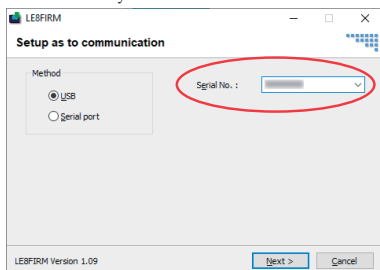 LE8FIRM
Setup as to communication
Method
USB
Serial port
Serial No. :
LE8FIRM Version 1.09
Next >
Cancel